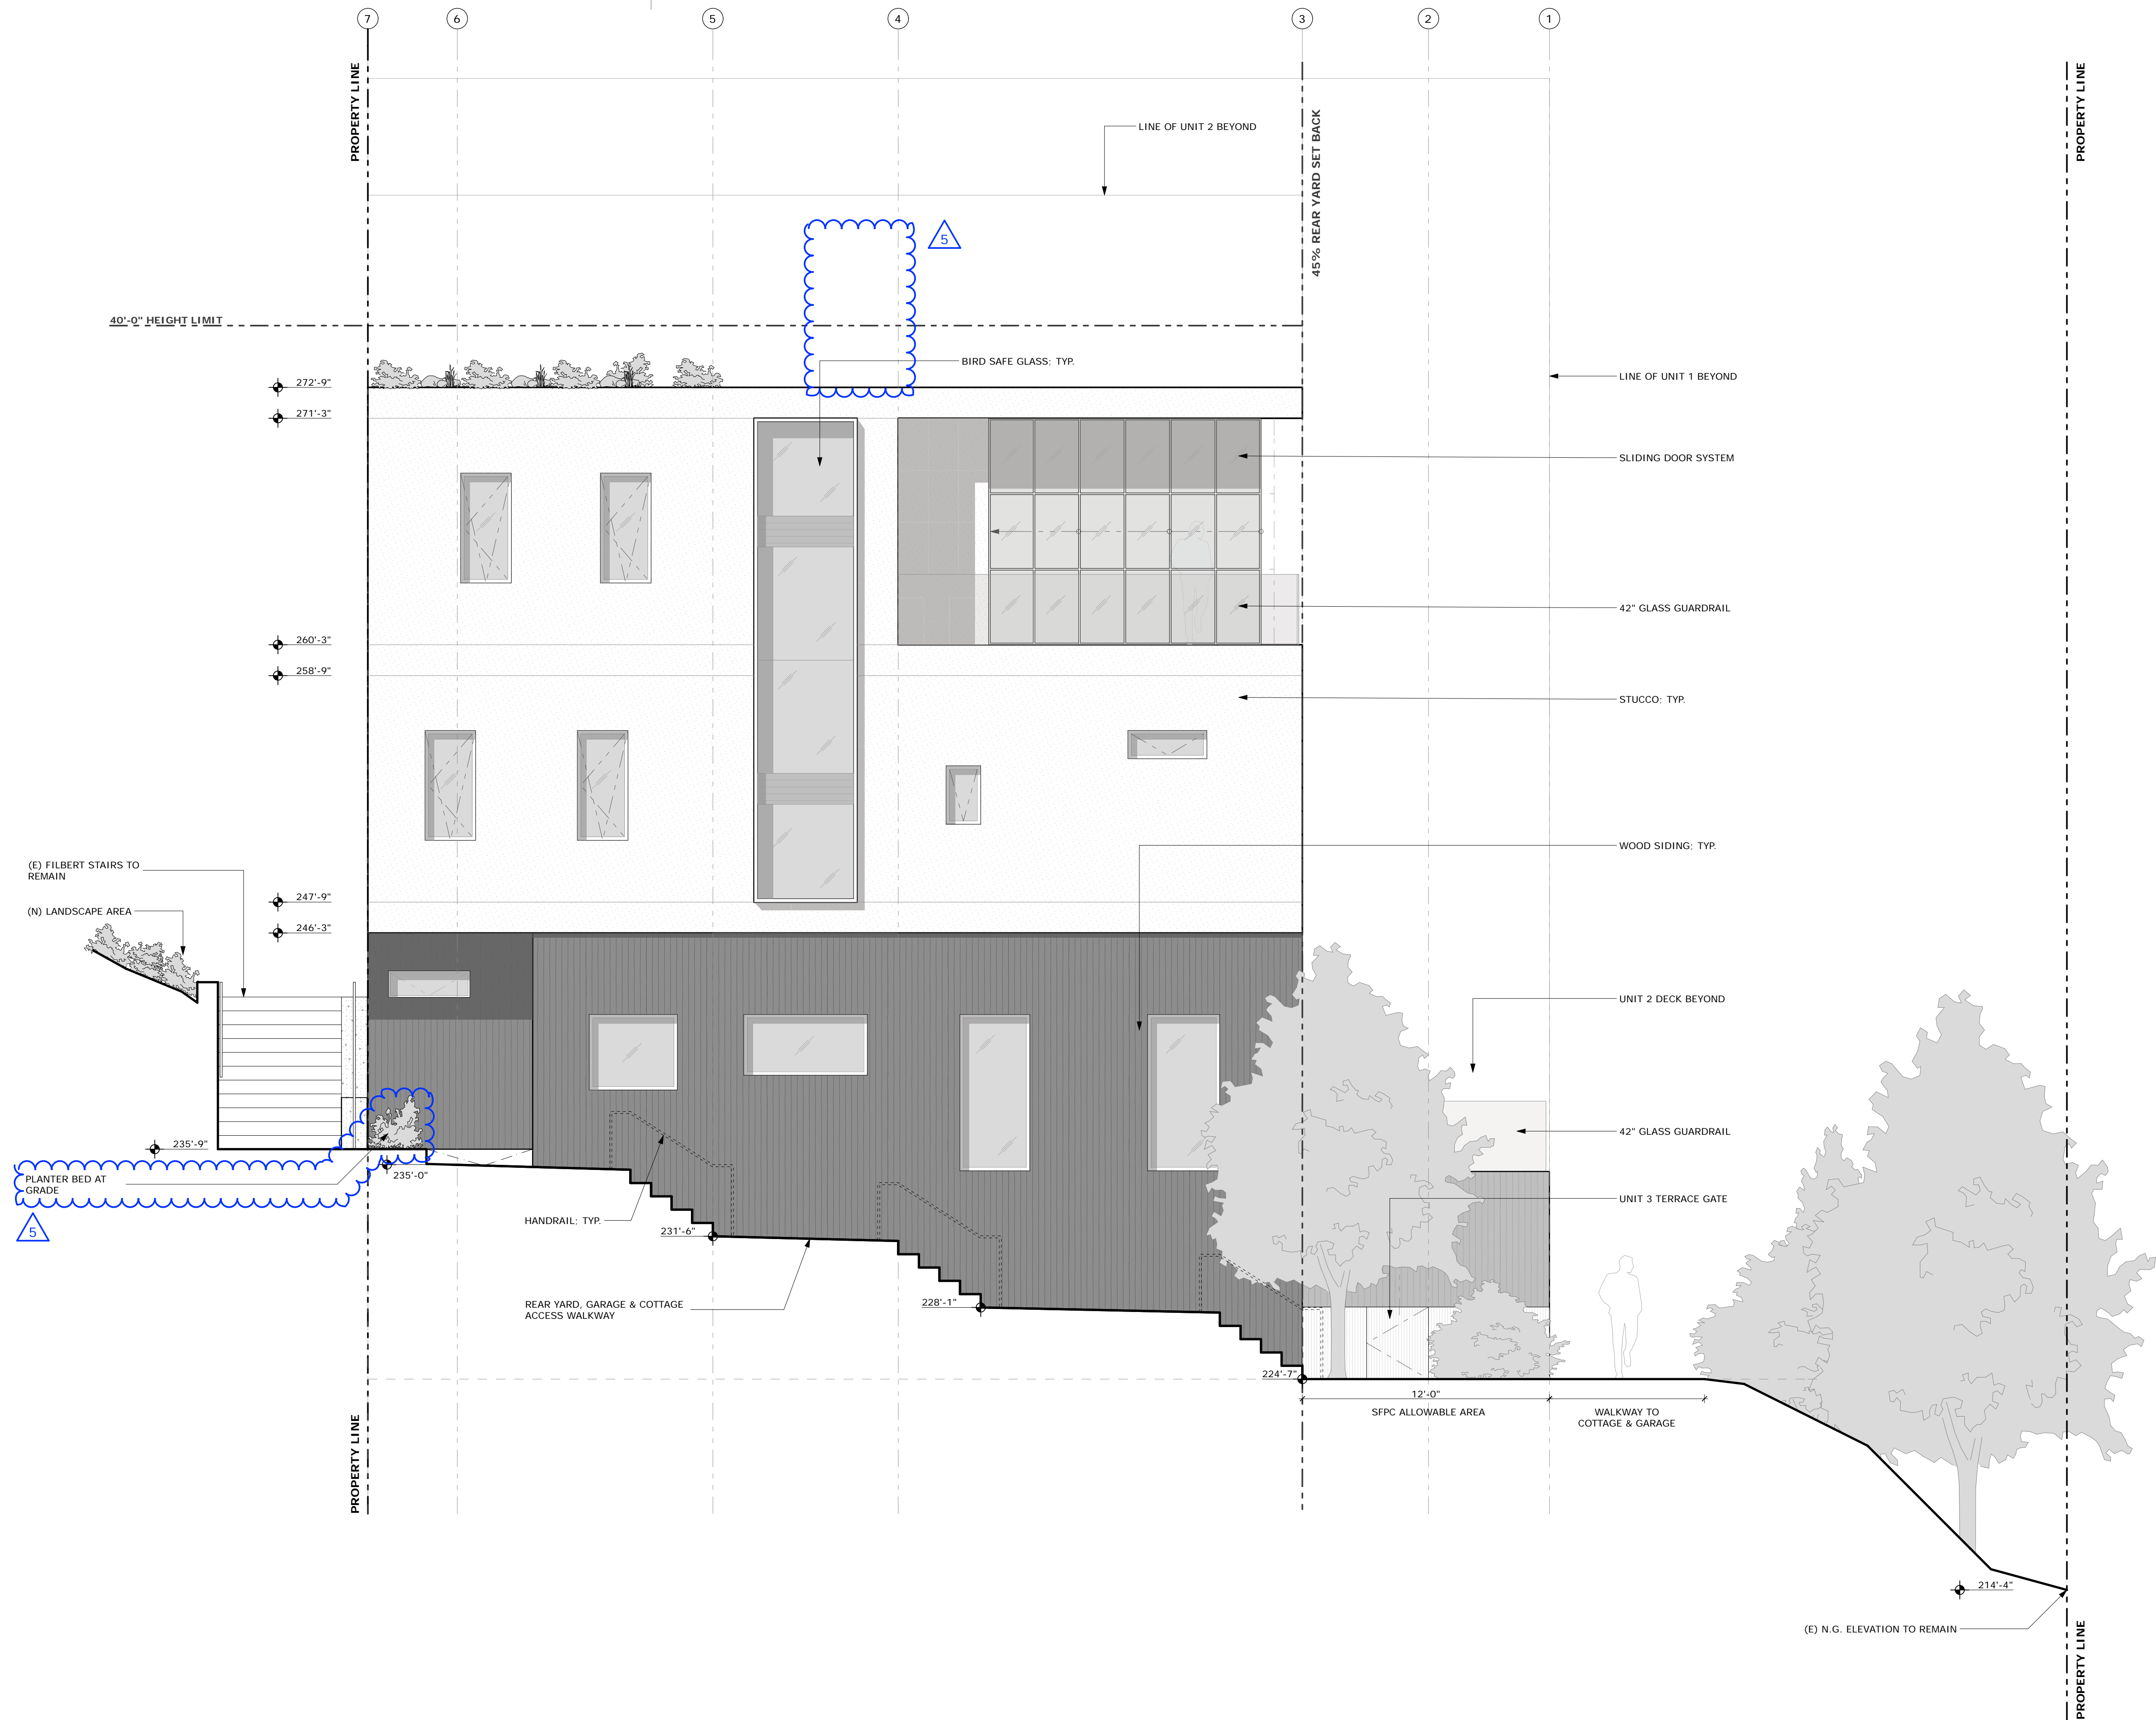 7
6
5
4
3
2
1
PROPERTY LINE
PROPERTY LINE
45% REAR YARD SET BACK
LINE OF UNIT 2 BEYOND
5
40'-0" HEIGHT LIMIT
BIRD SAFE GLASS; TYP.
LINE OF UNIT 1 BEYOND
272'-9"
271'-3"
SLIDING DOOR SYSTEM
42" GLASS GUARDRAIL
260'-3"
258'-9"
STUCCO; TYP.
WOOD SIDING; TYP.
(E) FILBERT STAIRS TO
REMAIN
247'-9"
(N) LANDSCAPE AREA
246'-3"
UNIT 2 DECK BEYOND
42" GLASS GUARDRAIL
235'-9"
235'-0"
PLANTER BED AT
GRADE
5
UNIT 3 TERRACE GATE
HANDRAIL; TYP.
231'-6"
REAR YARD, GARAGE & COTTAGE
ACCESS WALKWAY
228'-1"
224'-7"
12'-0"
SFPC ALLOWABLE AREA
WALKWAY TO
COTTAGE & GARAGE
PROPERTY LINE
214'-4"
(E) N.G. ELEVATION TO REMAIN
PROPERTY LINE